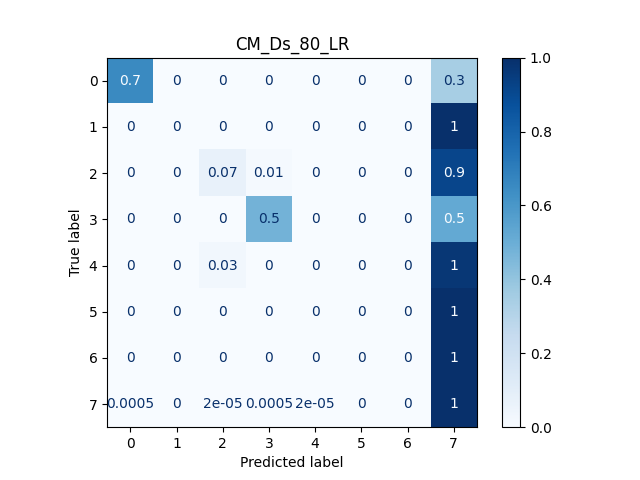 CM_Ds_80_LR
0 0.7 0 0 0 0 0 0 0.3
1 0 0 0 0 0 0 0 1
2 0 0 0.07 0.01 0 0 0 0.9
3 0 0 0 0.5 0 0 0 0.5
4 0 0 0.03 0 0 0 0 1
5 0 0 0 0 0 0 0 1
6 0 0 0 0 0 0 0 1
7 0.0005 0 2e-05 0.0005 2e-05 0 0 1
0 1 2 3 4 5 6 7
Predicted label
True label
1.0
0.8
0.6
0.4
0.2
0.0